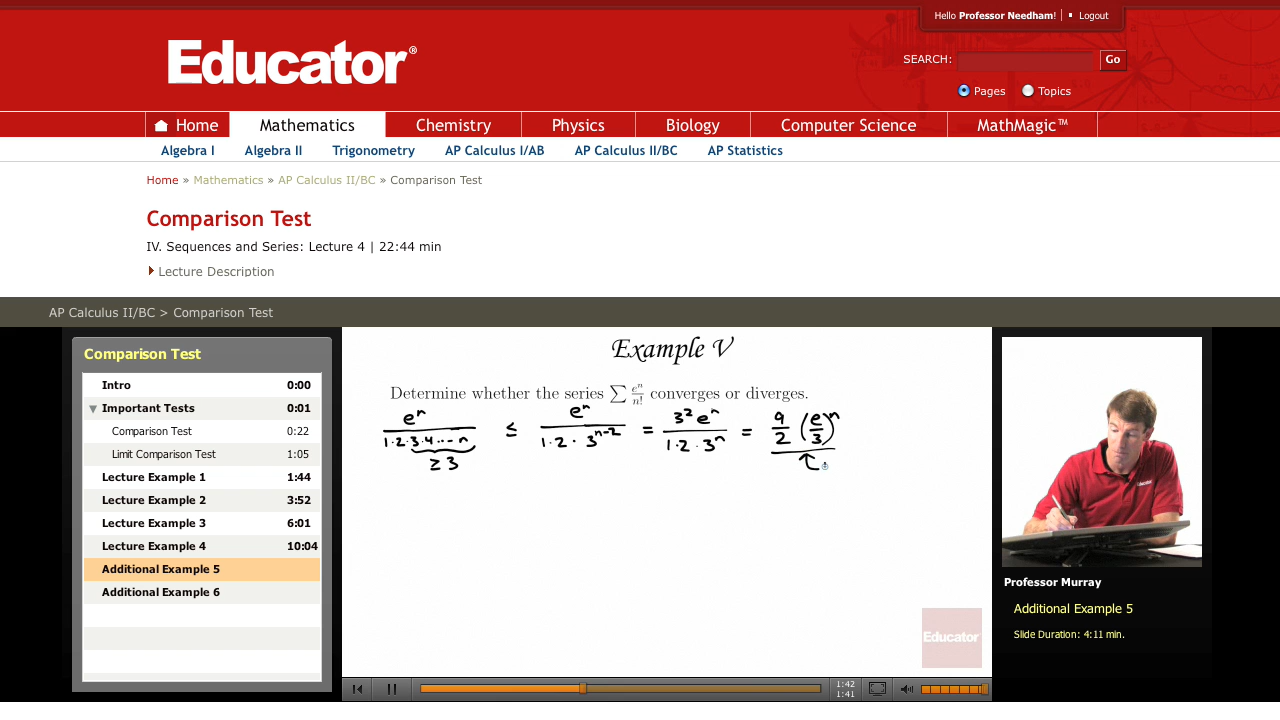 Hello Professor Needham! | Logout
Educator®
SEARCH: Go
Pages Topics
Home Mathematics Chemistry Physics Biology Computer Science MathMagic™
Algebra I Algebra II Trigonometry AP Calculus I/AB AP Calculus II/BC AP Statistics
Home » Mathematics » AP Calculus II/BC » Comparison Test
Comparison Test
IV. Sequences and Series: Lecture 4 | 22:44 min
Lecture Description
AP Calculus II/BC > Comparison Test
Comparison Test
Intro 0:00
Important Tests 0:01
Comparison Test 0:22
Limit Comparison Test 1:05
Lecture Example 1 1:44
Lecture Example 2 3:52
Lecture Example 3 6:01
Lecture Example 4 10:04
Additional Example 5
Additional Example 6
Example V
Determine whether the series ∑ eⁿ/n! converges or diverges.
eⁿ/(1·2·3·4·…·n) ≤ eⁿ/(1·2·3ⁿ⁻²) = 3²eⁿ/(1·2·3ⁿ) = 9/2 (e/3)ⁿ
≥3
Educator
1:42
1:41
Educator
Professor Murray
Additional Example 5
Slide Duration: 4:11 min.